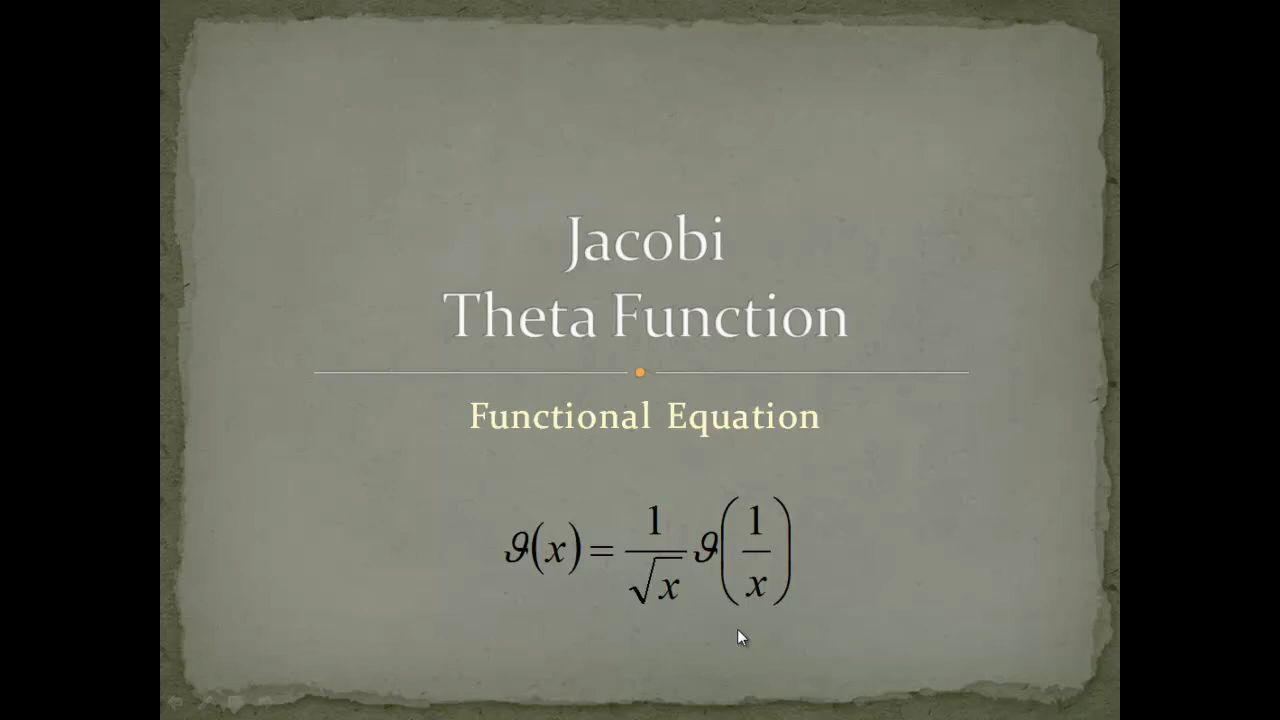 Jacobi
Theta Function
Functional Equation
ϑ(x) = 1/√x ϑ(1/x)